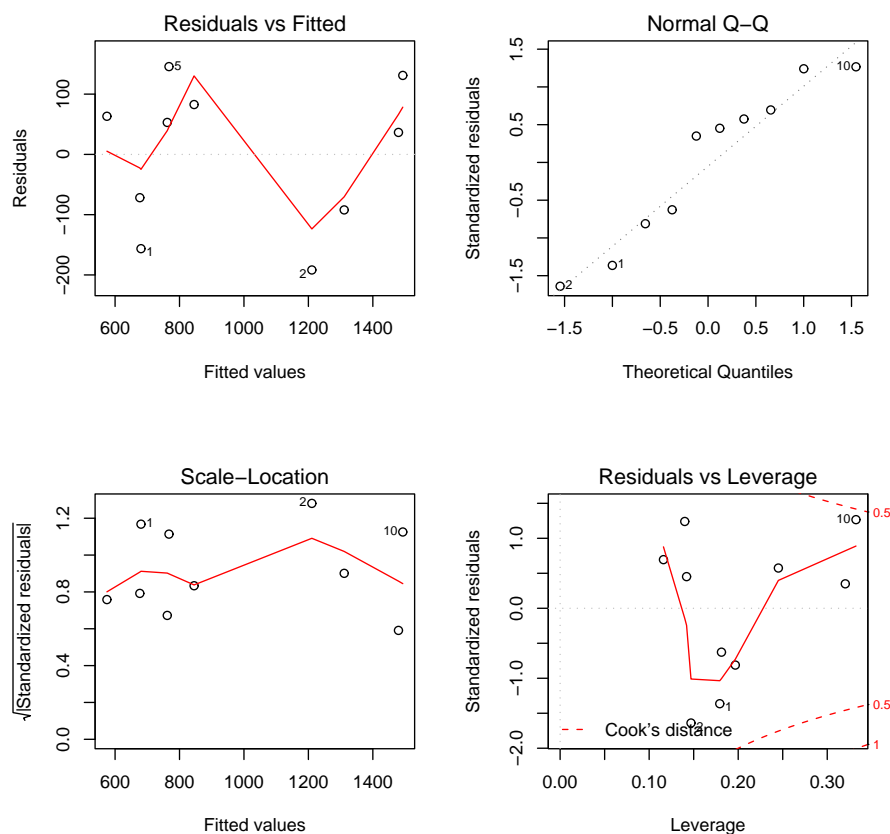 Residuals vs Fitted
Residuals
100
0
−100
−200
5
1
2
600 800 1000 1200 1400
Fitted values
Normal Q−Q
Standardized residuals
1.5
0.5
−0.5
−1.5
10
1
2
−1.5 −0.5 0.0 0.5 1.0 1.5
Theoretical Quantiles
Scale−Location
√|Standardized residuals|
1.2
0.8
0.4
0.0
2
1
10
600 800 1000 1200 1400
Fitted values
Residuals vs Leverage
Standardized residuals
1.0
0.0
−1.0
−2.0
10
1
2
0.5
0.5
1
Cook's distance
0.00 0.10 0.20 0.30
Leverage